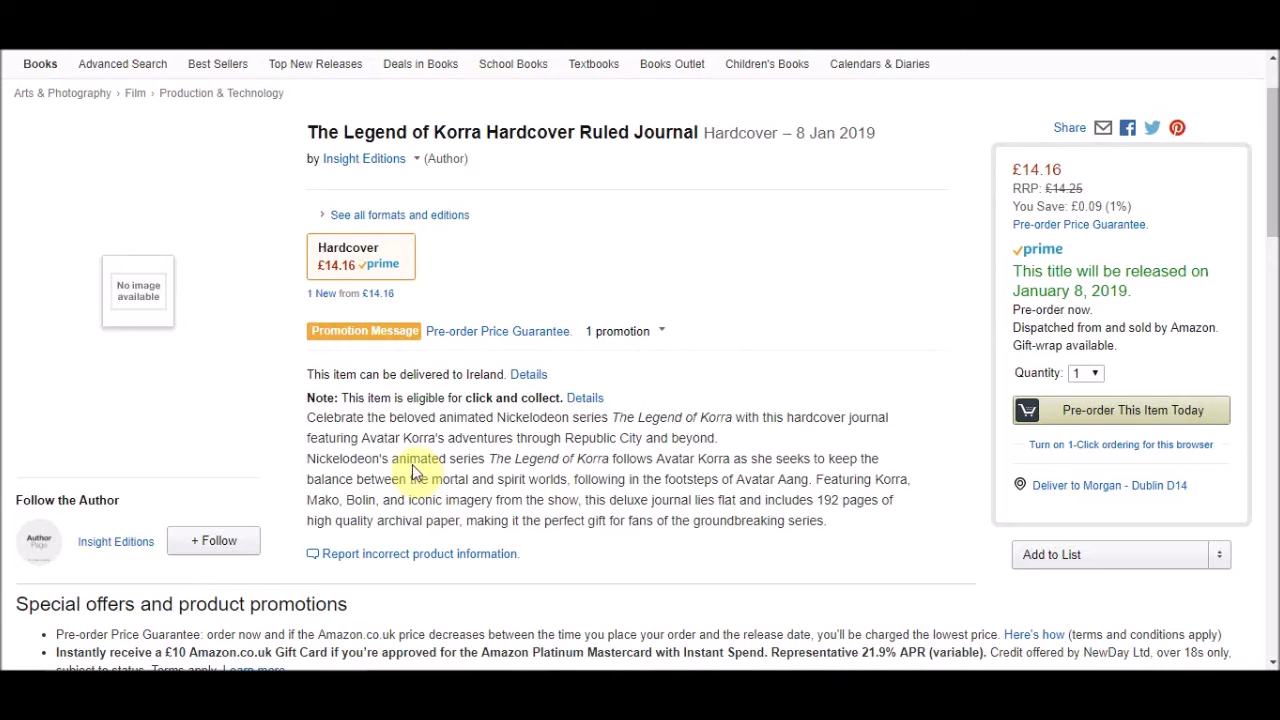 Books Advanced Search Best Sellers Top New Releases Deals in Books School Books Textbooks Books Outlet Children's Books Calendars & Diaries
Arts & Photography › Film › Production & Technology
The Legend of Korra Hardcover Ruled Journal Hardcover – 8 Jan 2019
by Insight Editions (Author)
See all formats and editions
Hardcover
£14.16 prime
1 New from £14.16
No image
available
Promotion Message Pre-order Price Guarantee. 1 promotion
This item can be delivered to Ireland. Details
Note: This item is eligible for click and collect. Details
Celebrate the beloved animated Nickelodeon series The Legend of Korra with this hardcover journal
featuring Avatar Korra's adventures through Republic City and beyond.
Nickelodeon's animated series The Legend of Korra follows Avatar Korra as she seeks to keep the
balance between the mortal and spirit worlds, following in the footsteps of Avatar Aang. Featuring Korra,
Mako, Bolin, and iconic imagery from the show, this deluxe journal lies flat and includes 192 pages of
high quality archival paper, making it the perfect gift for fans of the groundbreaking series.
Report incorrect product information.
Follow the Author
Author
Page
Insight Editions
+ Follow
Share
£14.16
RRP: £14.25
You Save: £0.09 (1%)
Pre-order Price Guarantee.
prime
This title will be released on
January 8, 2019.
Pre-order now.
Dispatched from and sold by Amazon.
Gift-wrap available.
Quantity: 1
Pre-order This Item Today
Turn on 1-Click ordering for this browser
Deliver to Morgan - Dublin D14
Add to List
Special offers and product promotions
Pre-order Price Guarantee: order now and if the Amazon.co.uk price decreases between the time you place your order and the release date, you'll be charged the lowest price. Here's how (terms and conditions apply)
Instantly receive a £10 Amazon.co.uk Gift Card if you're approved for the Amazon Platinum Mastercard with Instant Spend. Representative 21.9% APR (variable). Credit offered by NewDay Ltd, over 18s only,
subject to status. Terms apply. Learn more.